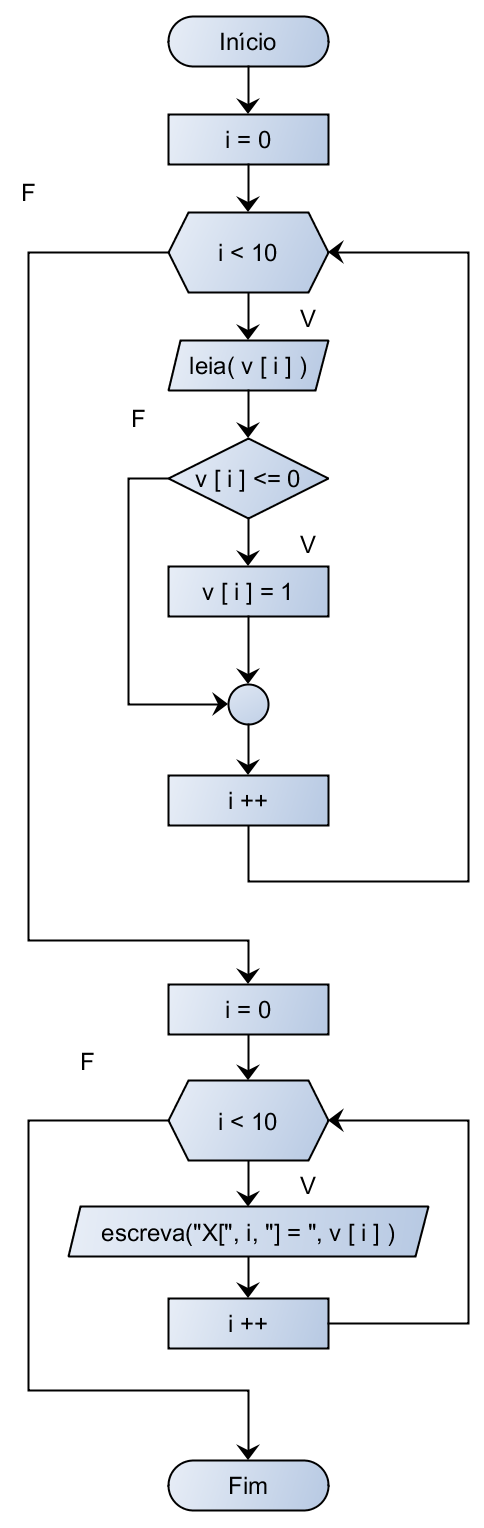 Início
i = 0
F
i < 10
V
leia( v [ i ] )
F
v [ i ] <= 0
V
v [ i ] = 1
i ++
i = 0
F
i < 10
V
escreva("X[", i, "] = ", v [ i ] )
i ++
Fim